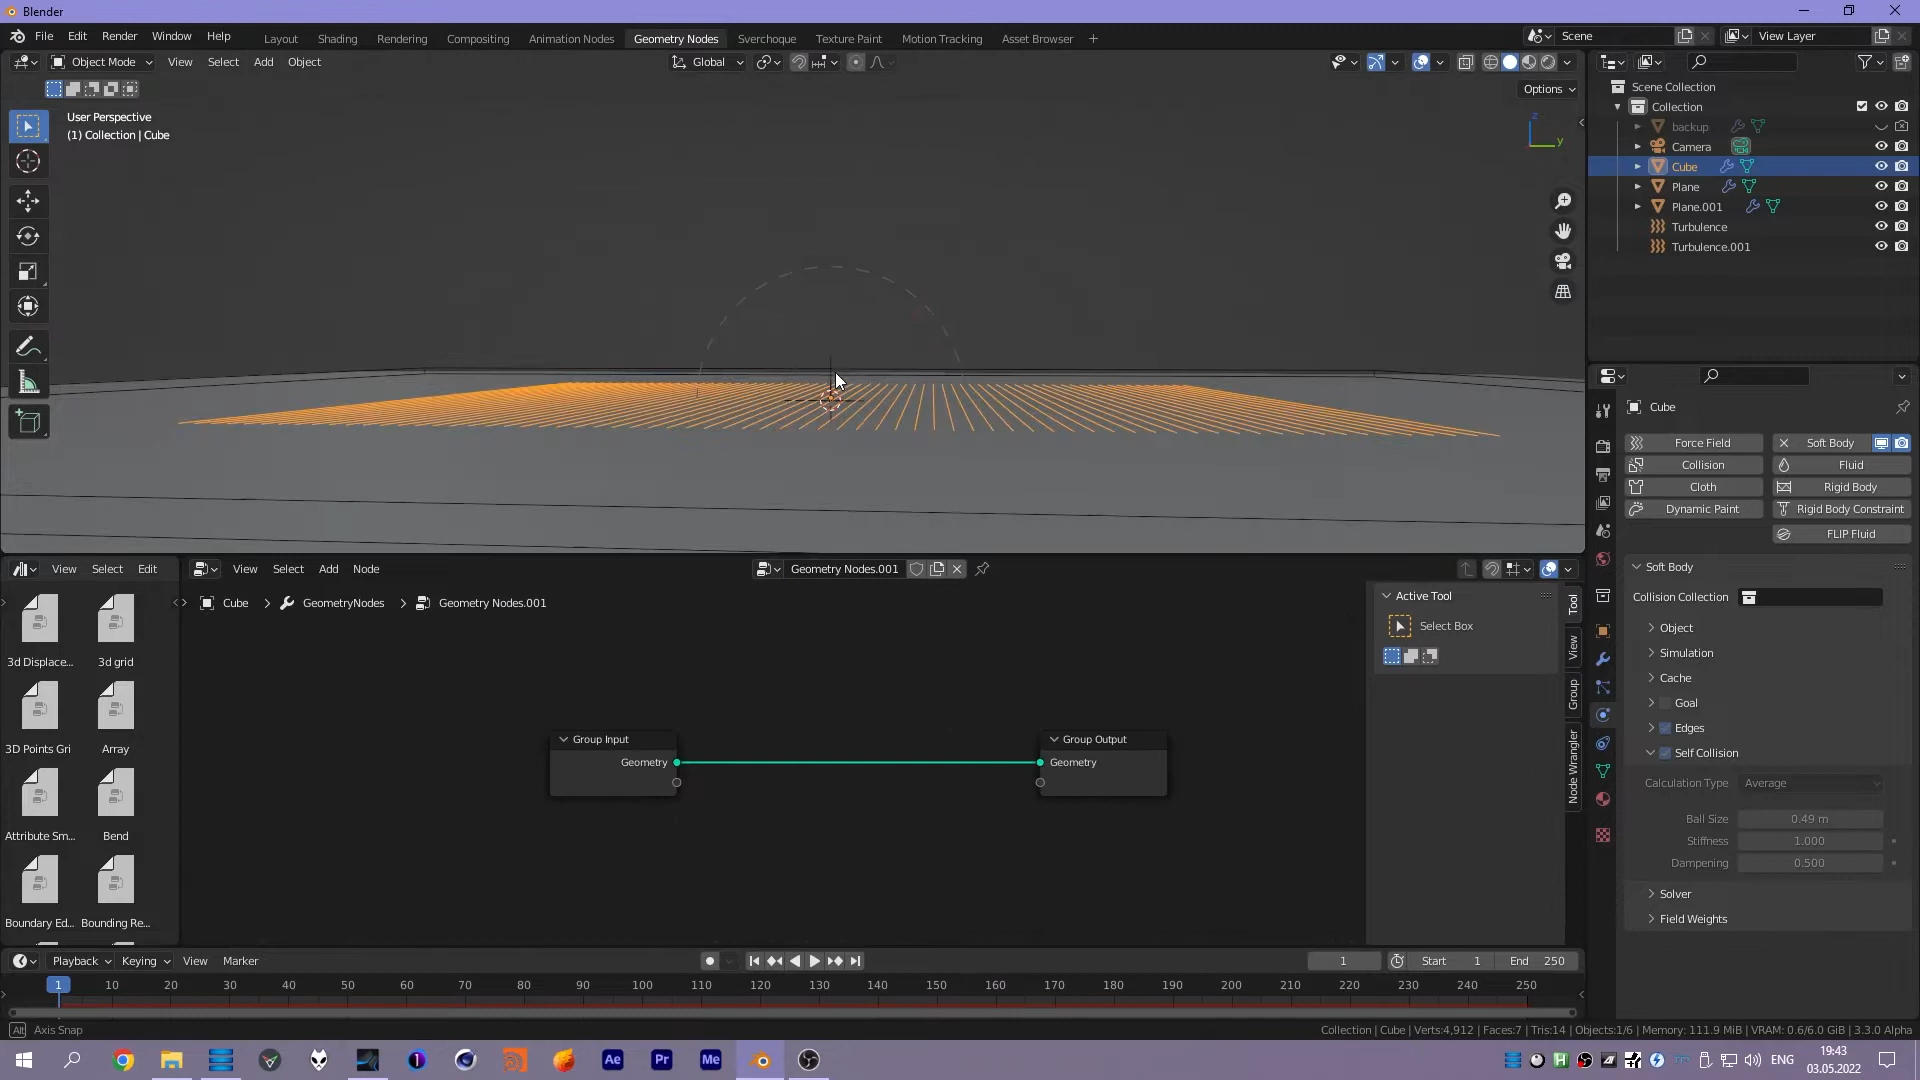 Blender
File Edit Render Window Help
Layout Shading Rendering Compositing Animation Nodes Geometry Nodes Sverchoque Texture Paint Motion Tracking Asset Browser
Scene
View Layer
Object Mode View Select Add Object
Global
Options
User Perspective
(1) Collection | Cube
z
y
Scene Collection
Collection
backup
Camera
Cube
Plane
Plane.001
Turbulence
Turbulence.001
Cube
Force Field Soft Body
Collision Fluid
Cloth Rigid Body
Dynamic Paint Rigid Body Constraint
FLIP Fluid
Soft Body
Collision Collection
Object
Simulation
Cache
Goal
Edges
Self Collision
Calculation Type Average
Ball Size 0.49 m
Stiffness 1.000
Dampening 0.500
Solver
Field Weights
View Select Edit
3d Displace... 3d grid
3D Points Gri Array
Attribute Sm... Bend
Boundary Ed... Bounding Re...
View Select Add Node
Geometry Nodes.001
Cube GeometryNodes Geometry Nodes.001
Group Input
Geometry
Group Output
Geometry
Active Tool
Select Box
Tool
View
Group
Node Wrangler
Playback Keying View Marker
1 Start 1 End 250
1 10 20 30 40 50 60 70 80 90 100 110 120 130 140 150 160 170 180 190 200 210 220 230 240 250
Alt Axis Snap
Collection | Cube | Verts:4,912 | Faces:7 | Tris:14 | Objects:1/6 | Memory: 111.9 MiB | VRAM: 0.6/6.0 GiB | 3.3.0 Alpha
Ae Pr Me
ENG
19:43
03.05.2022